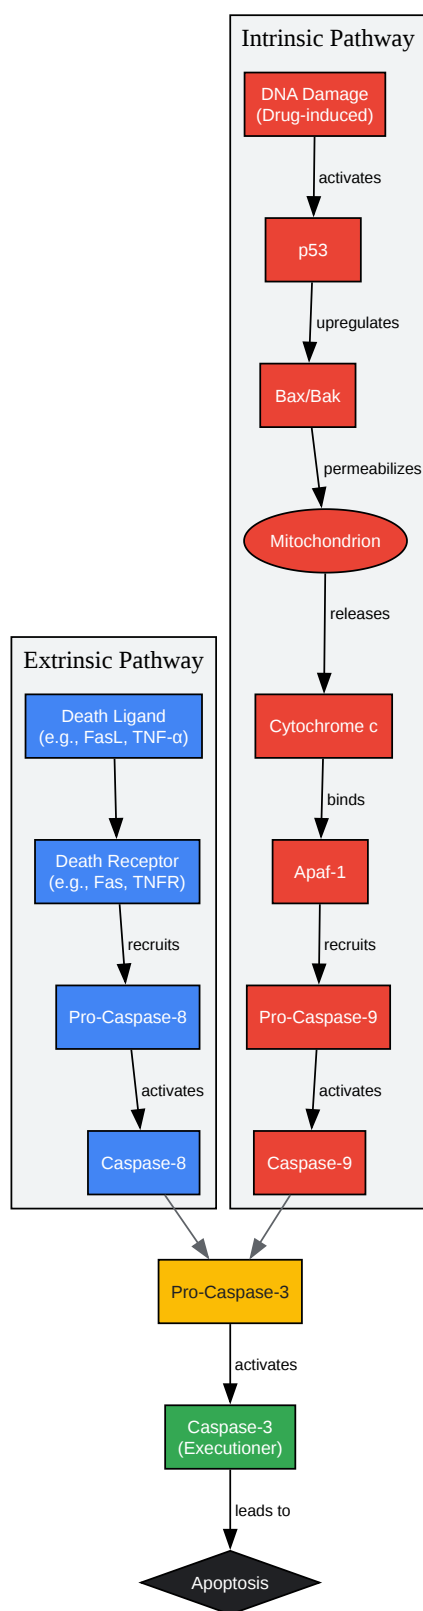 Intrinsic Pathway
DNA Damage
(Drug-induced)
activates
p53
upregulates
Bax/Bak
permeabilizes
Mitochondrion
releases
Cytochrome c
binds
Apaf-1
recruits
Pro-Caspase-9
activates
Caspase-9
Extrinsic Pathway
Death Ligand
(e.g., FasL, TNF-α)
Death Receptor
(e.g., Fas, TNFR)
recruits
Pro-Caspase-8
activates
Caspase-8
Pro-Caspase-3
activates
Caspase-3
(Executioner)
leads to
Apoptosis